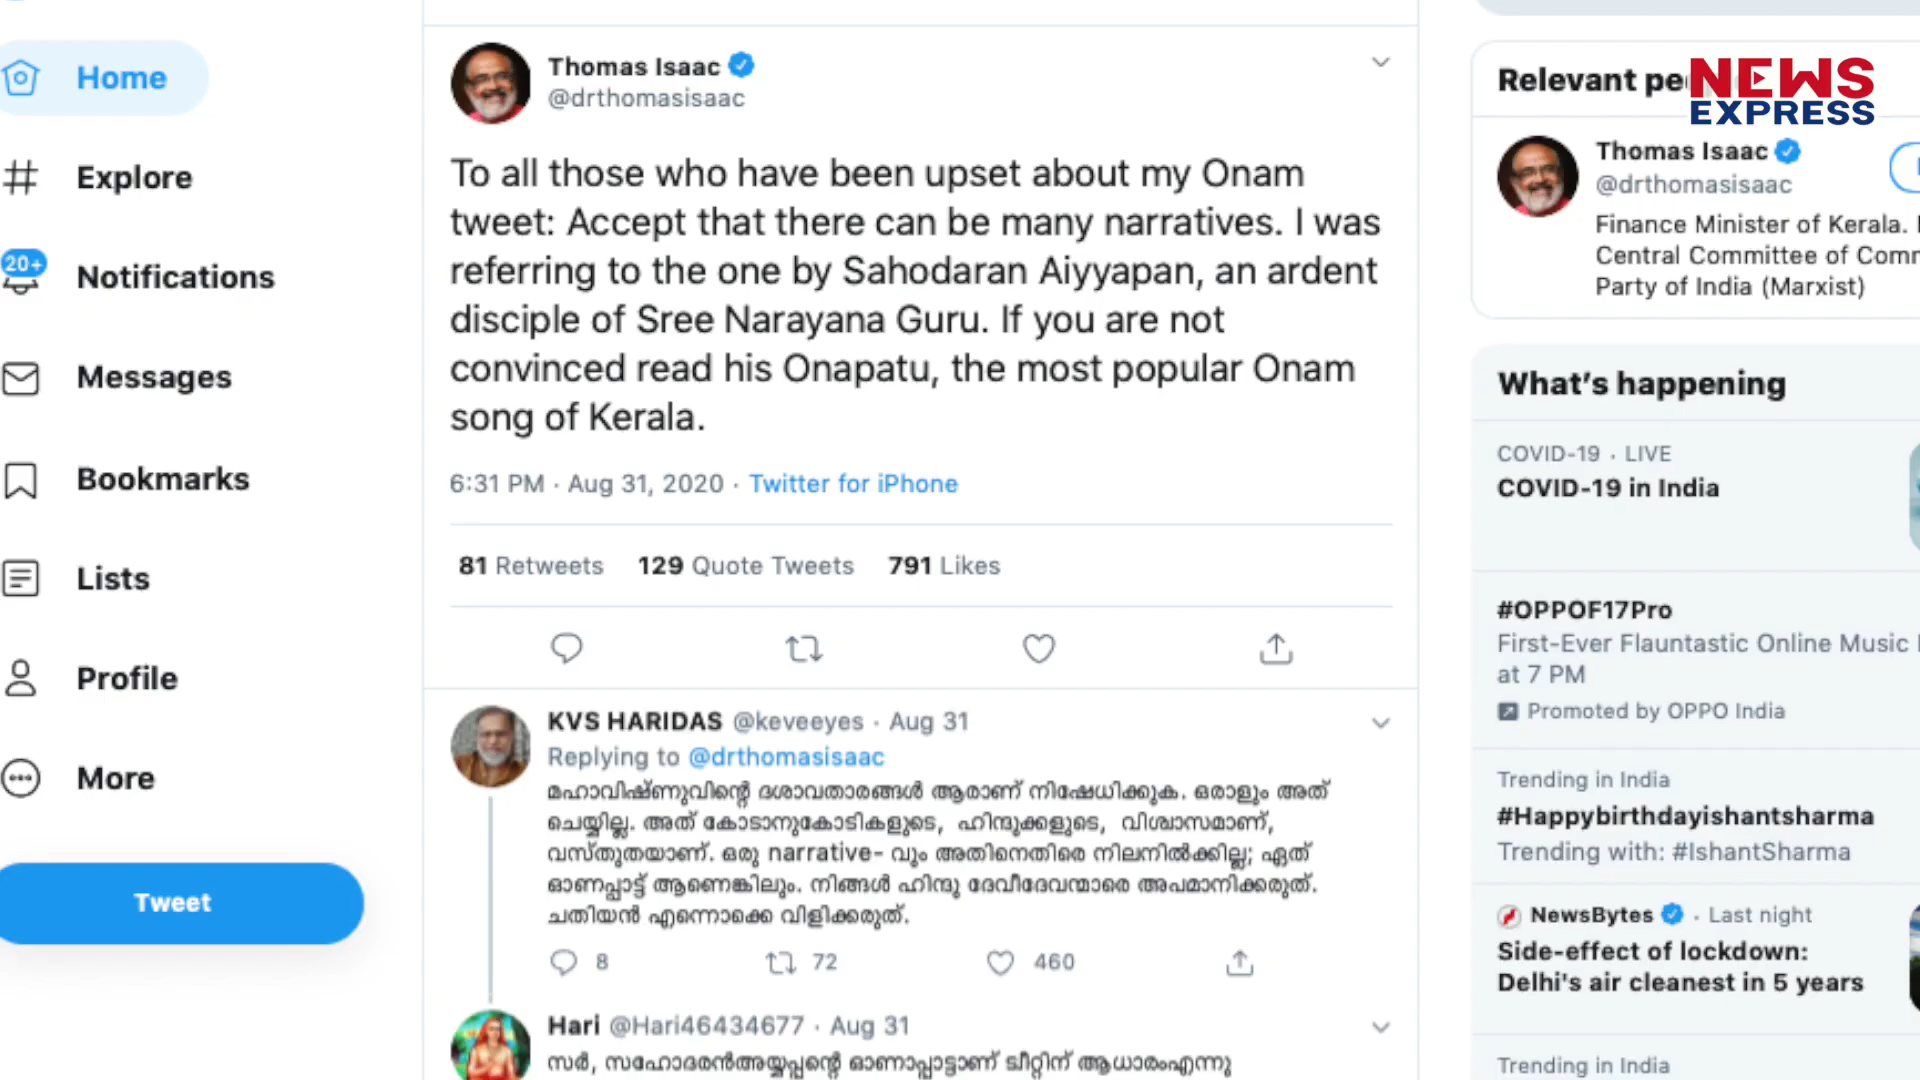 Home
Explore
20+
Notifications
Messages
Bookmarks
Lists
Profile
More
Tweet
Thomas Isaac
@drthomasisaac
To all those who have been upset about my Onam
tweet: Accept that there can be many narratives. I was
referring to the one by Sahodaran Aiyyapan, an ardent
disciple of Sree Narayana Guru. If you are not
convinced read his Onapatu, the most popular Onam
song of Kerala.
6:31 PM · Aug 31, 2020 · Twitter for iPhone
81 Retweets 129 Quote Tweets 791 Likes
KVS HARIDAS @keveeyes · Aug 31
Replying to @drthomasisaac
മഹാവിഷ്ണുവിന്റെ ദശാവതാരങ്ങൾ ആരാണ് നിഷേധിക്കുക. ഒരാളും അത്
ചെയ്യില്ല. അത് കോടാനുകോടികളുടെ, ഹിന്ദുക്കളുടെ, വിശ്വാസമാണ്,
വസ്തുതയാണ്. ഒരു narrative- വും അതിനെതിരെ നിലനിൽക്കില്ല; ഏത്
ഓണപ്പാട്ട് ആണെങ്കിലും. നിങ്ങൾ ഹിന്ദു ദേവീദേവന്മാരെ അപമാനിക്കരുത്.
ചതിയൻ എന്നൊക്കെ വിളിക്കരുത്.
8 72 460
Hari @Hari46434677 · Aug 31
സർ, സഹോദരൻഅയ്യപ്പന്റെ ഓണാപ്പാട്ടാണ് ട്വീറ്റിന് ആധാരംഎന്നു
Relevant pe
NEWS
EXPRESS
Thomas Isaac
@drthomasisaac
Finance Minister of Kerala.
Central Committee of Comm
Party of India (Marxist)
What's happening
COVID-19 · LIVE
COVID-19 in India
#OPPOF17Pro
First-Ever Flauntastic Online Music
at 7 PM
Promoted by OPPO India
Trending in India
#Happybirthdayishantsharma
Trending with: #IshantSharma
NewsBytes · Last night
Side-effect of lockdown:
Delhi's air cleanest in 5 years
Trending in India